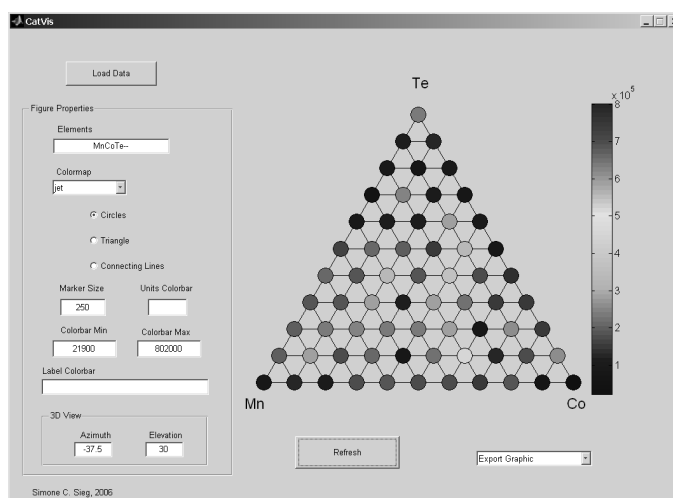 CatVis
Load Data
Figure Properties
Elements
MnCoTe--
Colormap
jet
Circles
Triangle
Connecting Lines
Marker Size Units Colorbar
250
Colorbar Min Colorbar Max
21900 802000
Label Colorbar
3D View
Azimuth Elevation
-37.5 30
Simone C. Sieg, 2006
Te
Mn Co
x 10^5
8
7
6
5
4
3
2
1
Refresh
Export Graphic